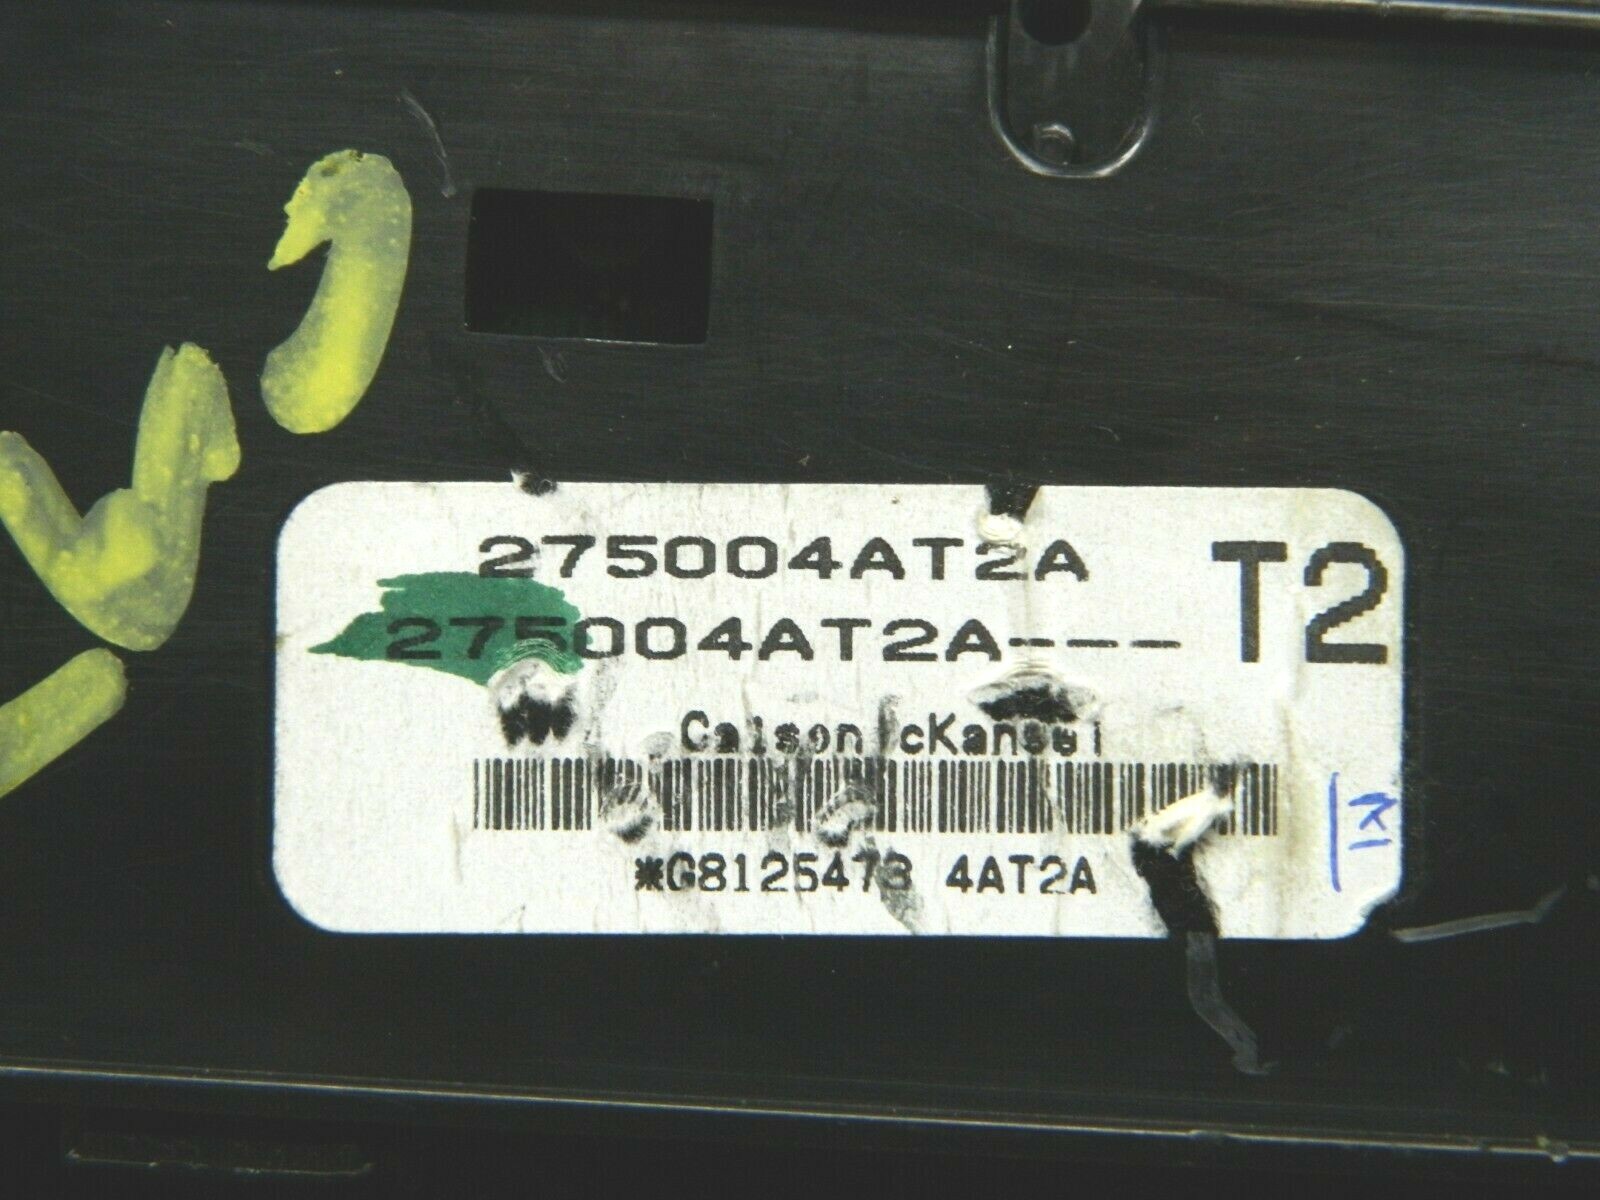 275004AT2A
T2
275004AT2A---
CalsonicKansei
*G8125473 4AT2A